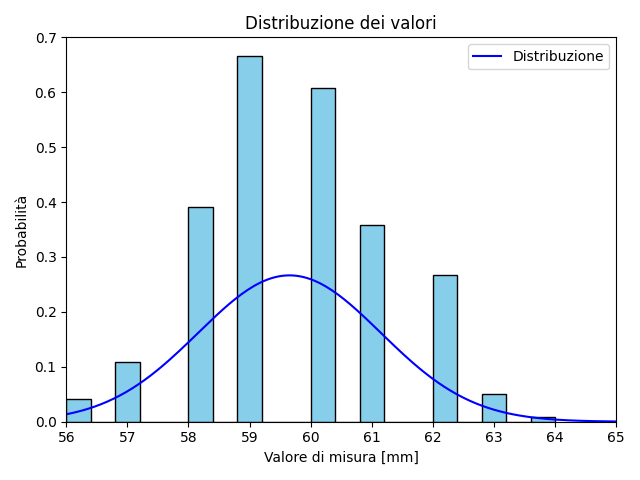 Distribuzione dei valori
Distribuzione
Probabilità
0.7
0.6
0.5
0.4
0.3
0.2
0.1
0.0
56 57 58 59 60 61 62 63 64 65
Valore di misura [mm]